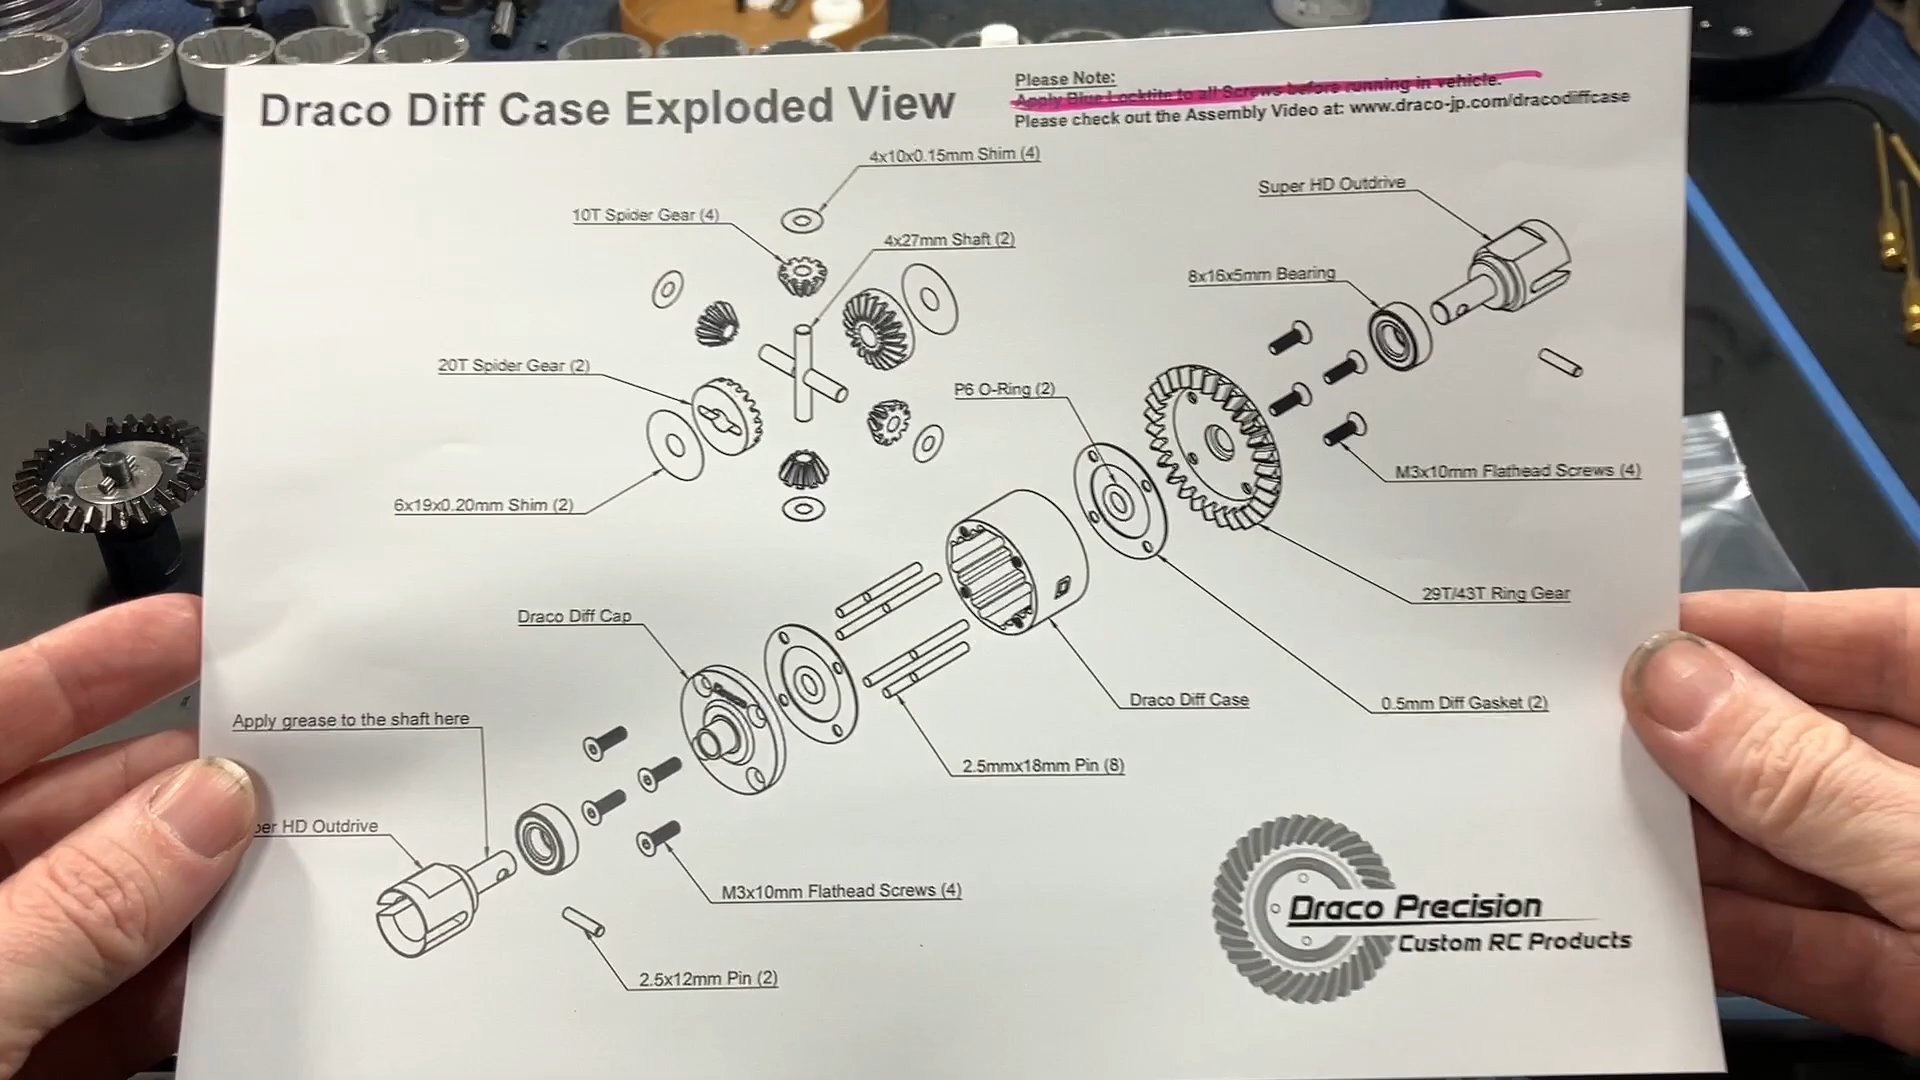 Draco Diff Case Exploded View
Please Note:
Apply Blue Locktite to all Screws before running in vehicle.
Please check out the Assembly Video at: www.draco-jp.com/dracodiffcase
4x10x0.15mm Shim (4)
10T Spider Gear (4)
4x27mm Shaft (2)
Super HD Outdrive
8x16x5mm Bearing
20T Spider Gear (2)
P6 O-Ring (2)
6x19x0.20mm Shim (2)
M3x10mm Flathead Screws (4)
29T/43T Ring Gear
Draco Diff Cap
Draco Diff Case
0.5mm Diff Gasket (2)
Apply grease to the shaft here
2.5mmx18mm Pin (8)
per HD Outdrive
M3x10mm Flathead Screws (4)
2.5x12mm Pin (2)
Draco Precision
Custom RC Products